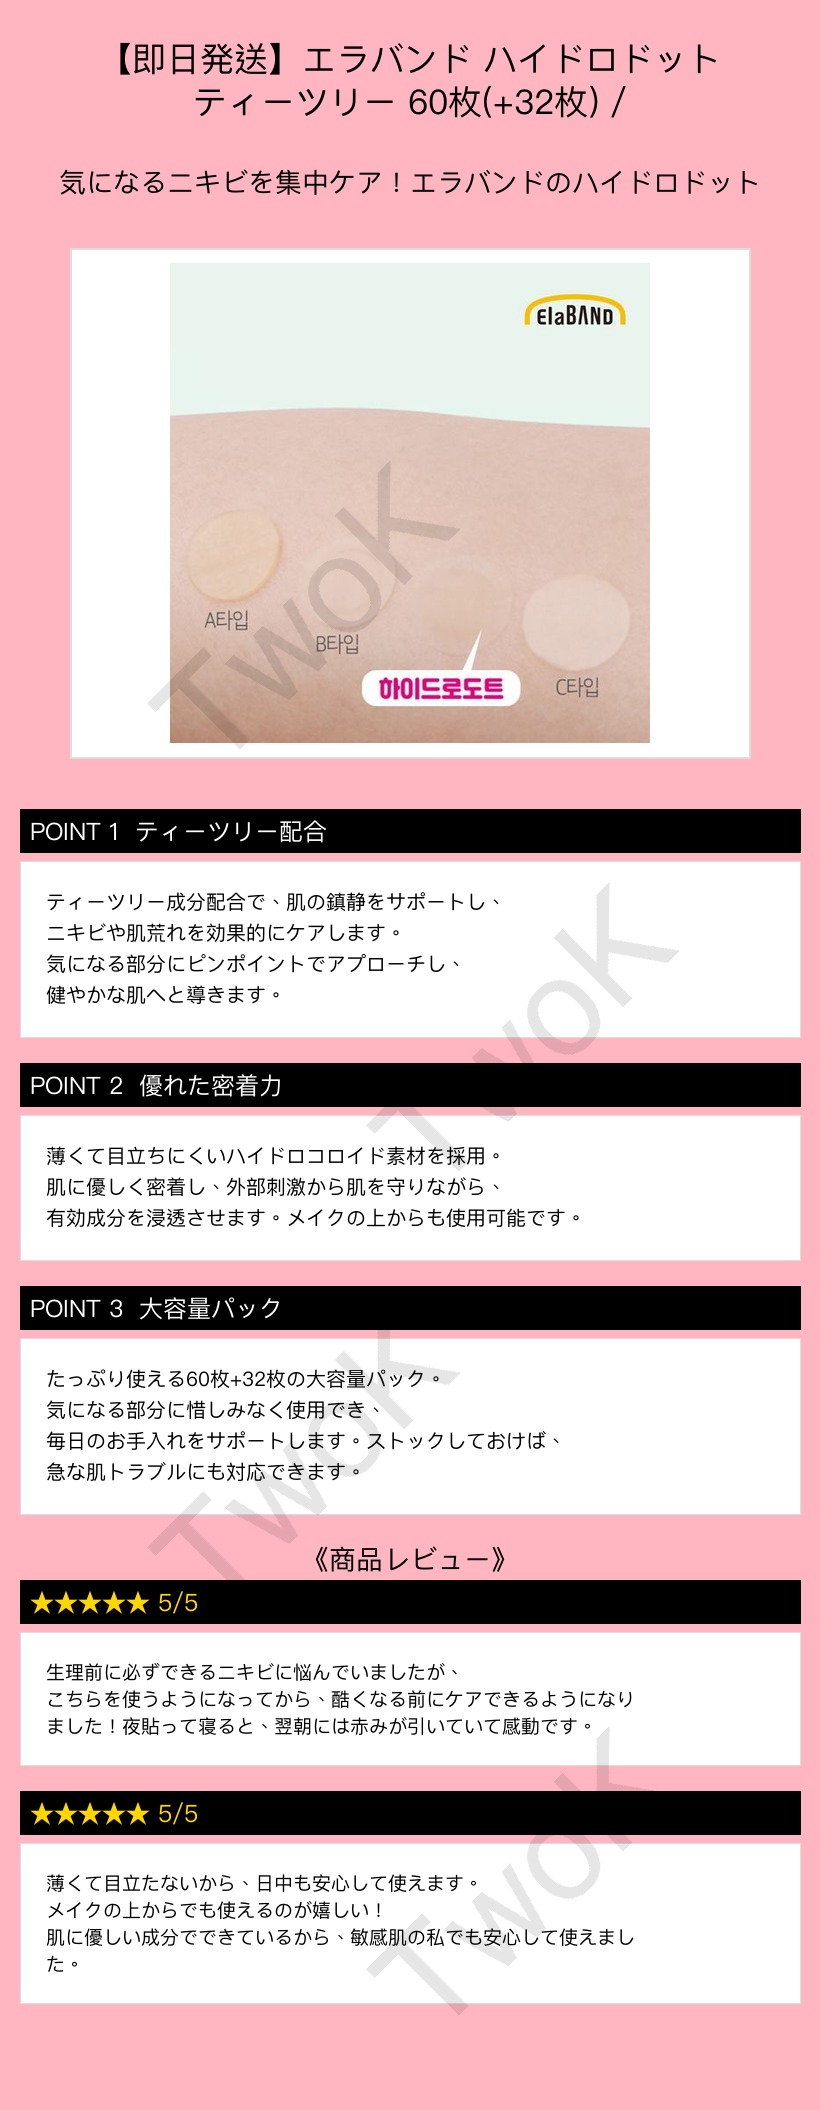 【即日発送】エラバンド ハイドロドット
ティーツリー 60枚(+32枚) /
気になるニキビを集中ケア！エラバンドのハイドロドット
ElaBAND
A타입
B타입
하이드로도트
C타입
TwoK
POINT 1 ティーツリー配合
ティーツリー成分配合で、肌の鎮静をサポートし、
ニキビや肌荒れを効果的にケアします。
気になる部分にピンポイントでアプローチし、
健やかな肌へと導きます。
TwoK
POINT 2 優れた密着力
薄くて目立ちにくいハイドロコロイド素材を採用。
肌に優しく密着し、外部刺激から肌を守りながら、
有効成分を浸透させます。メイクの上からも使用可能です。
POINT 3 大容量パック
たっぷり使える60枚+32枚の大容量パック。
気になる部分に惜しみなく使用でき、
毎日のお手入れをサポートします。ストックしておけば、
急な肌トラブルにも対応できます。
TwoK
《商品レビュー》
★★★★★ 5/5
生理前に必ずできるニキビに悩んでいましたが、
こちらを使うようになってから、酷くなる前にケアできるようになり
ました！夜貼って寝ると、翌朝には赤みが引いていて感動です。
★★★★★ 5/5
薄くて目立たないから、日中も安心して使えます。
メイクの上からでも使えるのが嬉しい！
肌に優しい成分でできているから、敏感肌の私でも安心して使えまし
た。
TwoK